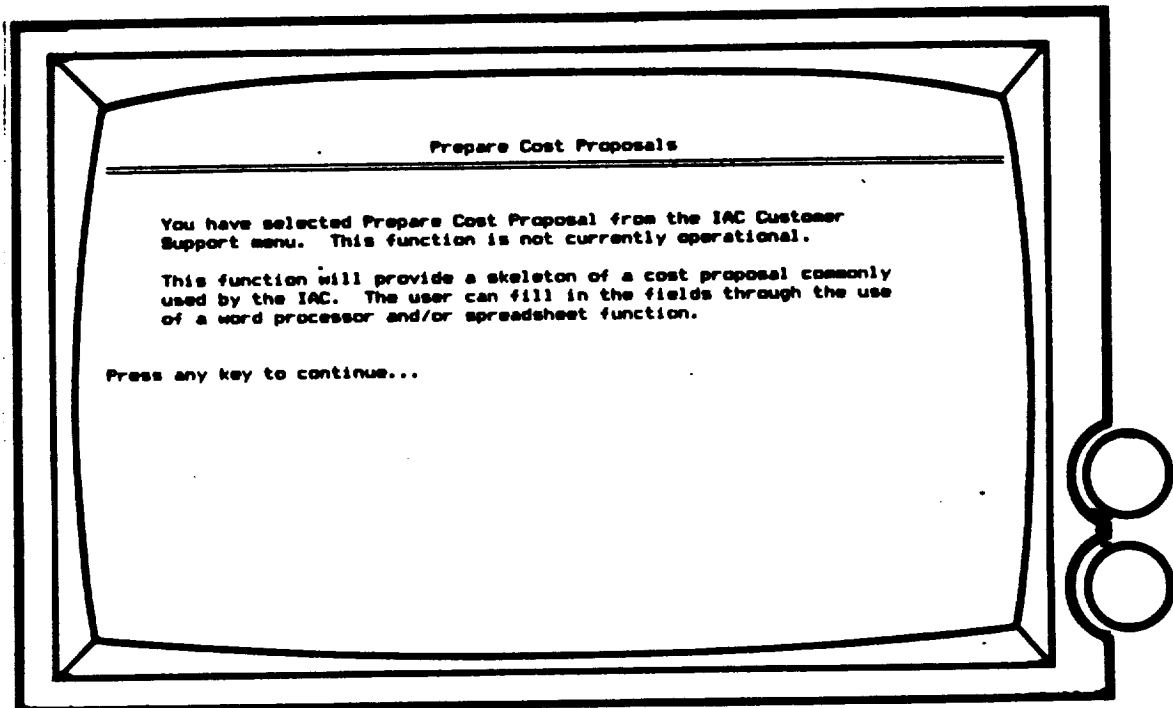 Prepare Cost Proposals
You have selected Prepare Cost Proposal from the IAC Customer
Support menu. This function is not currently operational.
This function will provide a skeleton of a cost proposal commonly
used by the IAC. The user can fill in the fields through the use
of a word processor and/or spreadsheet function.
Press any key to continue...